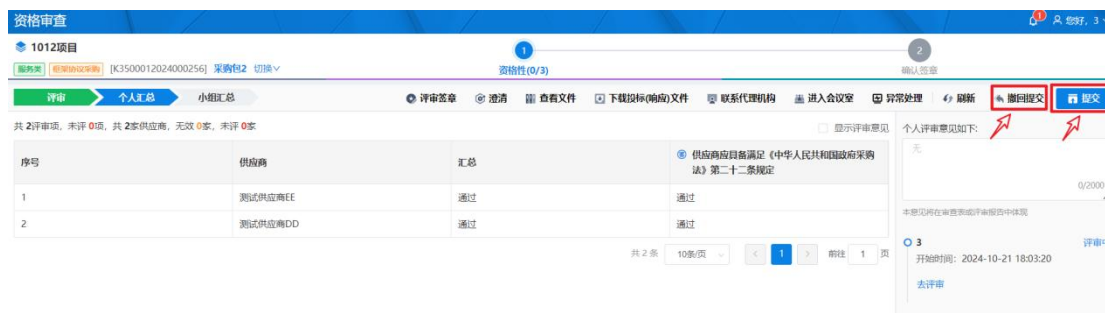 资格审查
1
您好，3
1012项目
服务类 框架协议采购 [K3500012024000256] 采购包2 切换
1
资格性(0/3)
2
确认签章
评审 个人汇总 小组汇总
评审签章 澄清 查看文件 下载投标(响应)文件 联系代理机构 进入会议室 异常处理 刷新 撤回提交 提交
共 2评审项，未评 0项，共 2家供应商，无效 0家，未评 0家
显示评审意见
个人评审意见如下:
无
0/2000
本意见将在审查表或评审报告中体现
序号 供应商 汇总 供应商应具备满足《中华人民共和国政府采购
法》第二十二条规定
1 测试供应商EE 通过 通过
2 测试供应商DD 通过 通过
共 2 条 10条/页 < 1 > 前往 1 页
3 评审中
开始时间: 2024-10-21 18:03:20
去评审